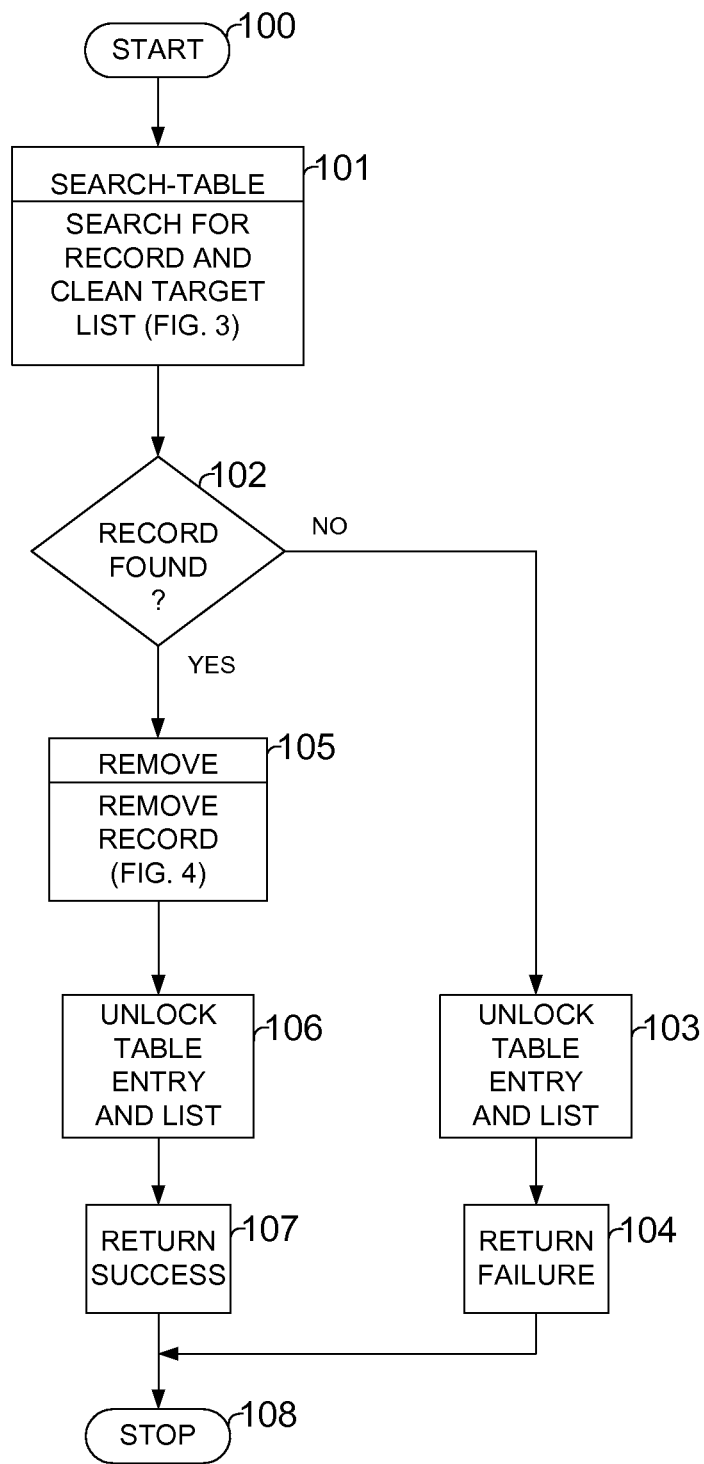 START
100
SEARCH-TABLE
101
SEARCH FOR
RECORD AND
CLEAN TARGET
LIST (FIG. 3)
102
RECORD
FOUND
?
NO
YES
REMOVE
105
REMOVE
RECORD
(FIG. 4)
UNLOCK
TABLE
ENTRY
AND LIST
106
UNLOCK
TABLE
ENTRY
AND LIST
103
RETURN
SUCCESS
107
RETURN
FAILURE
104
STOP
108